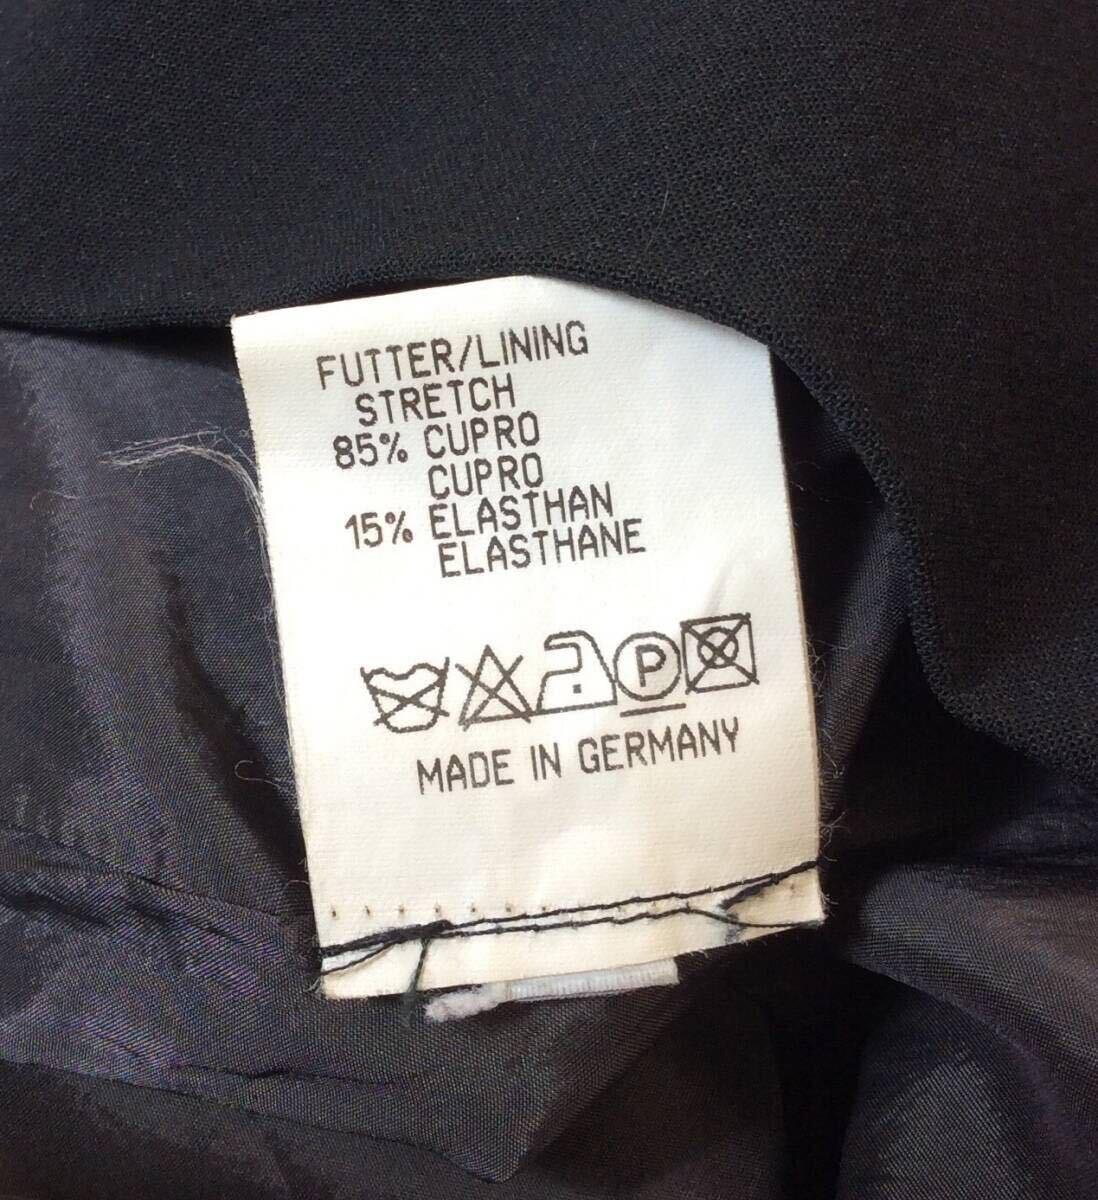 FUTTER/LINING
STRETCH
85% CUPRO
CUPRO
15% ELASTHAN
ELASTHANE
P
MADE IN GERMANY